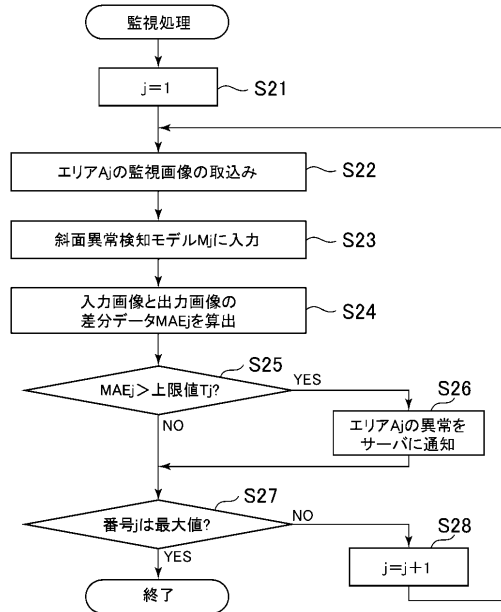 監視処理
j=1
S21
エリアAjの監視画像の取込み
S22
斜面異常検知モデルMjに入力
S23
入力画像と出力画像の
差分データMAEjを算出
S24
MAEj>上限値Tj?
S25
YES
NO
エリアAjの異常を
サーバに通知
S26
番号jは最大値?
S27
NO
YES
j=j+1
S28
終了